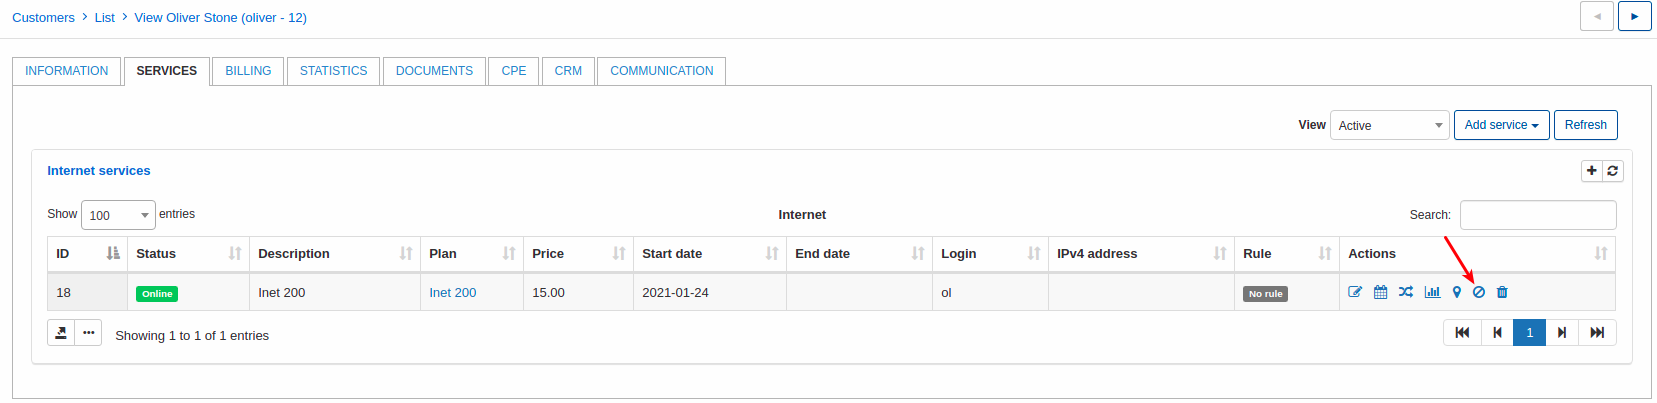 Customers > List > View Oliver Stone (oliver - 12)
INFORMATION SERVICES BILLING STATISTICS DOCUMENTS CPE CRM COMMUNICATION
View Active Add service Refresh
Internet services
Show 100 entries Internet Search:
ID Status Description Plan Price Start date End date Login IPv4 address Rule Actions
18 Online Inet 200 Inet 200 15.00 2021-01-24 ol No rule
Showing 1 to 1 of 1 entries 1